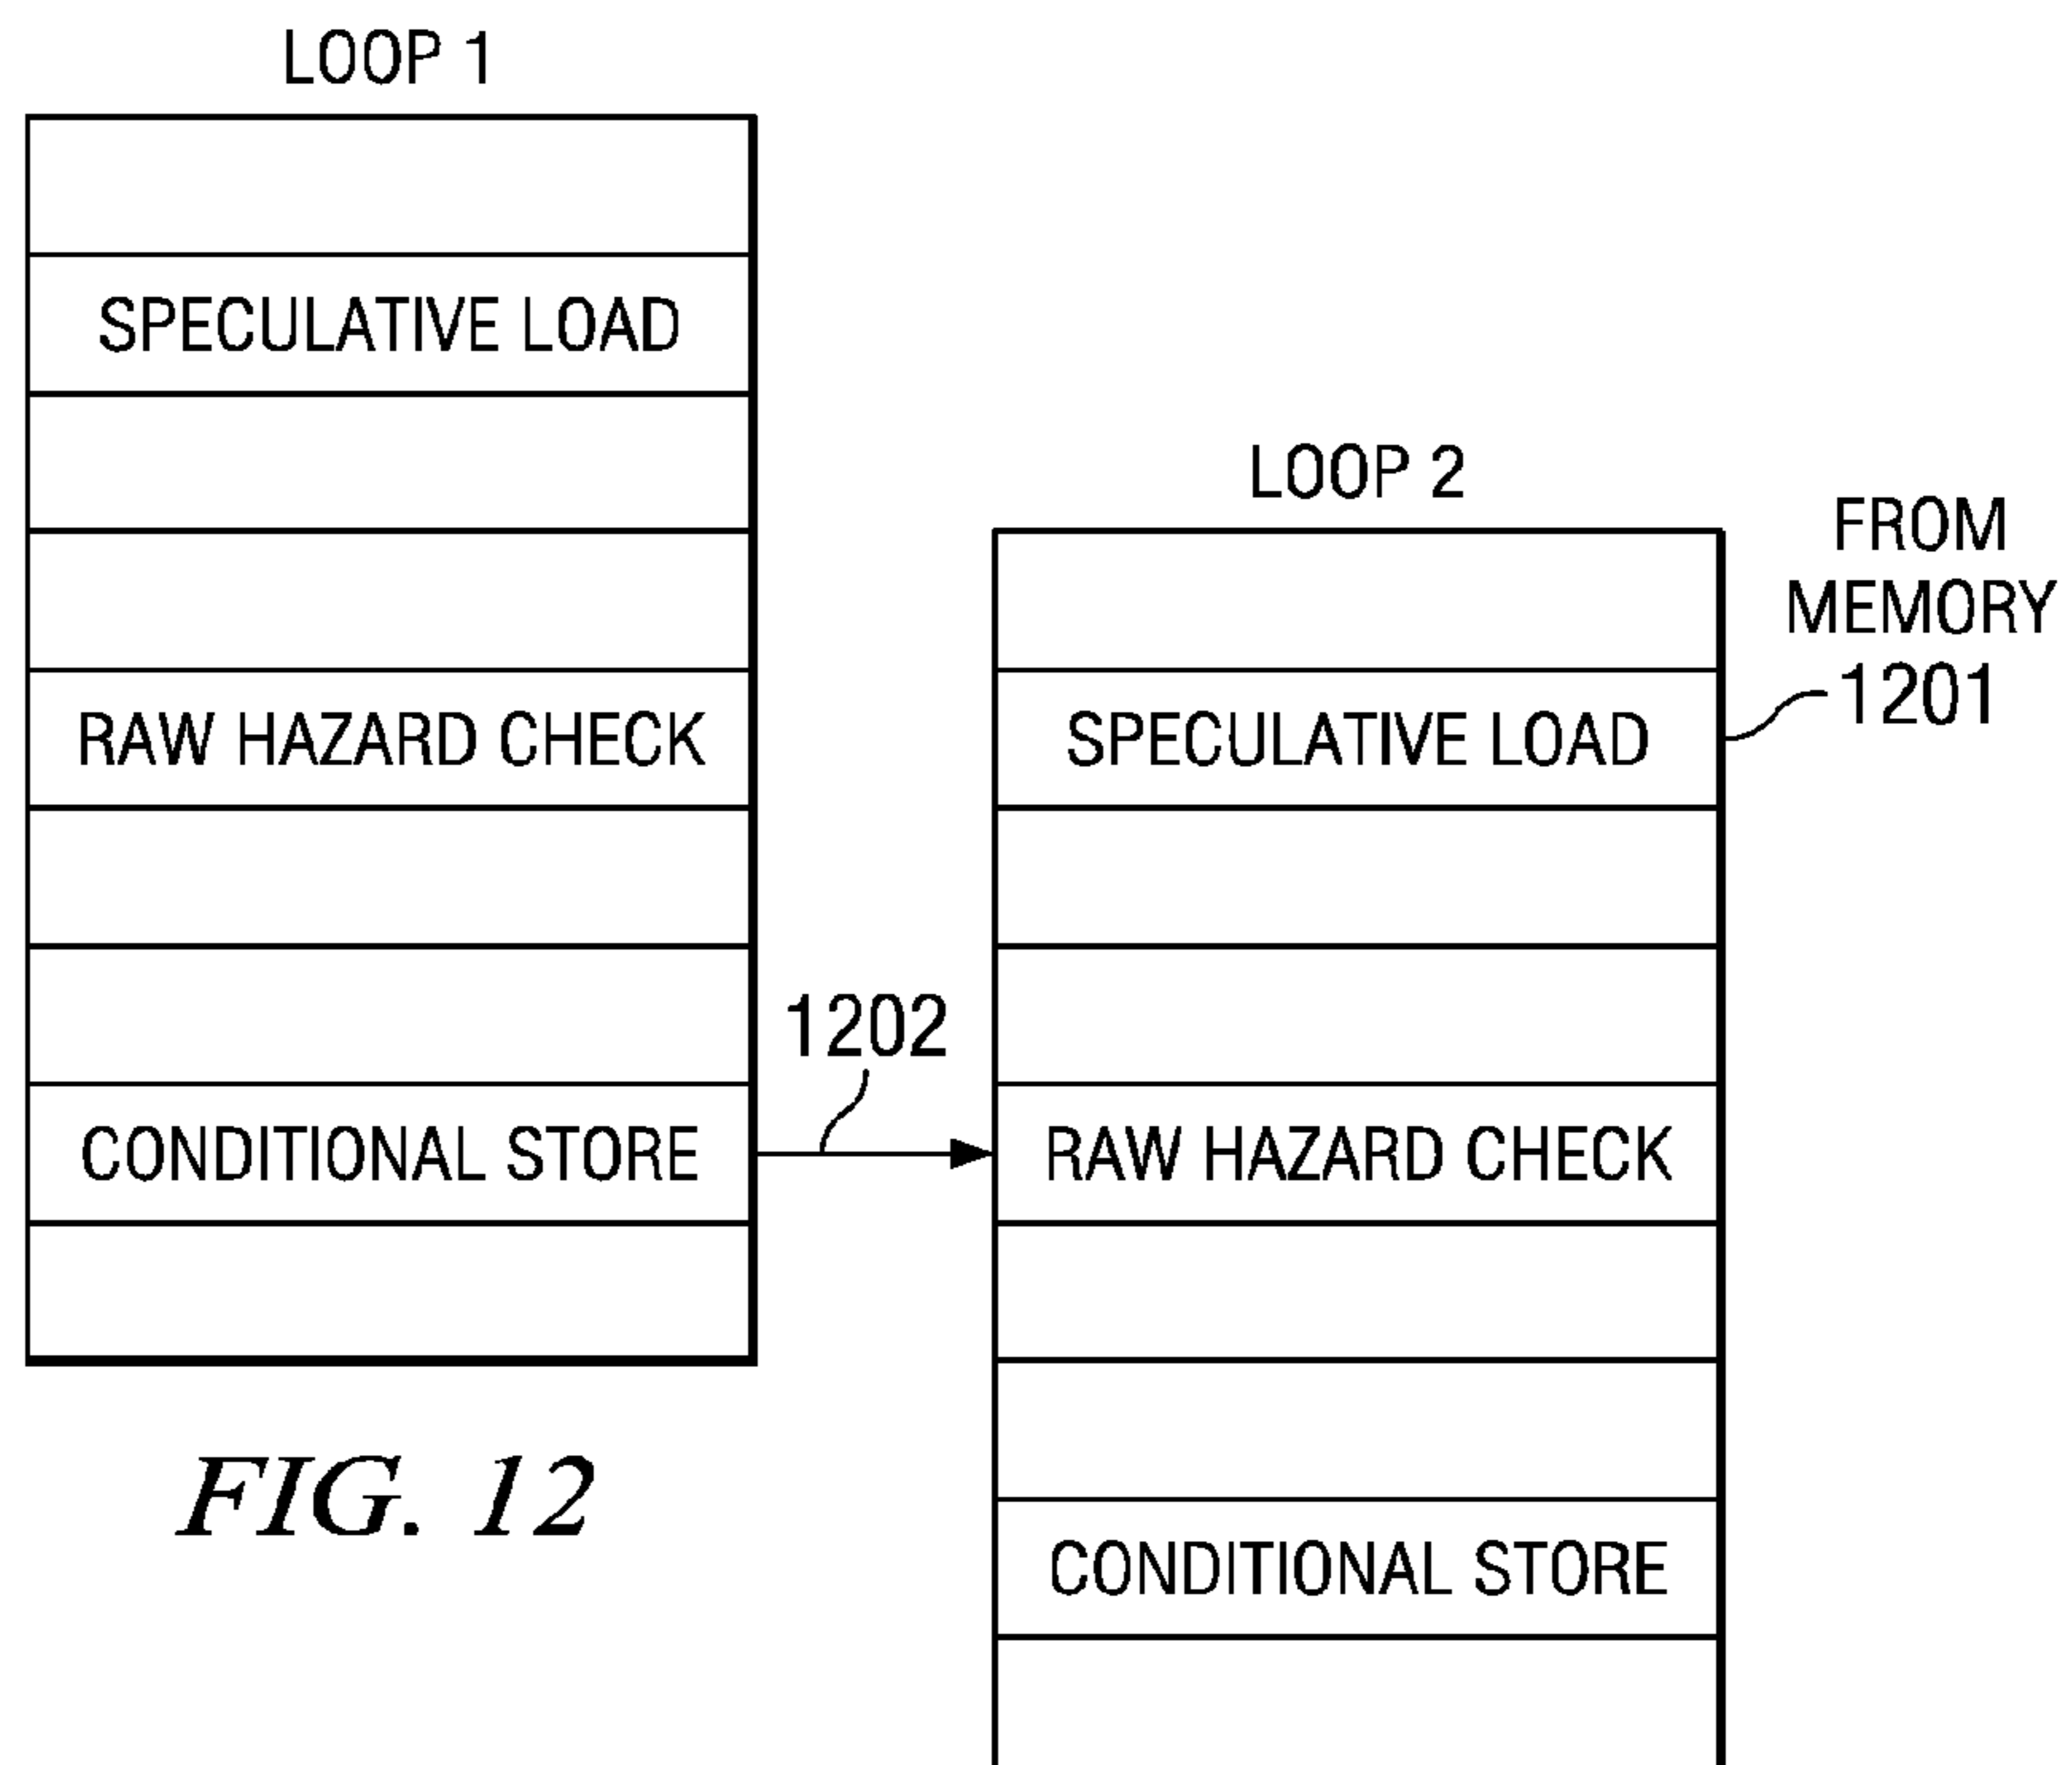 LOOP 1
SPECULATIVE LOAD
RAW HAZARD CHECK
CONDITIONAL STORE
1202
LOOP 2
SPECULATIVE LOAD
RAW HAZARD CHECK
CONDITIONAL STORE
FROM
MEMORY
1201
FIG. 12